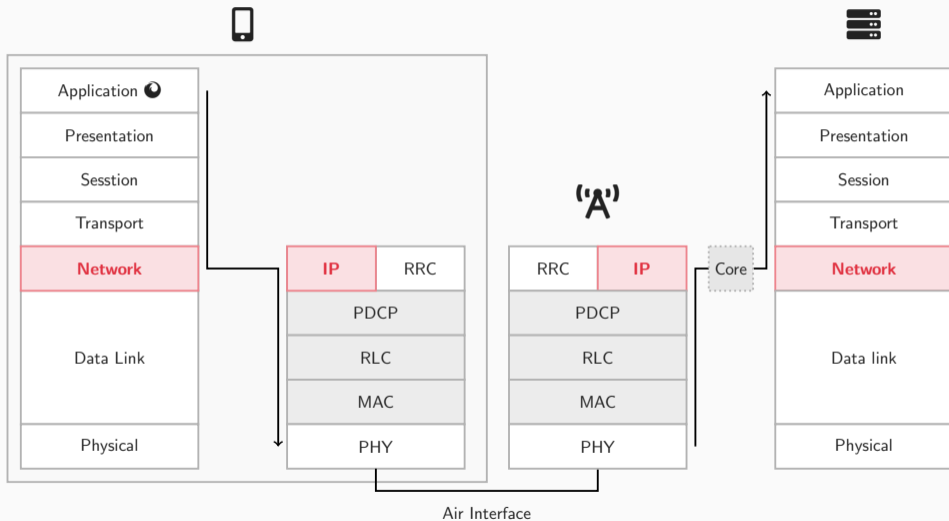 Application
Presentation
Sesstion
Transport
Network
Data Link
Physical
IP RRC
PDCP
RLC
MAC
PHY
RRC IP
PDCP
RLC
MAC
PHY
Core
Application
Presentation
Session
Transport
Network
Data link
Physical
Air Interface